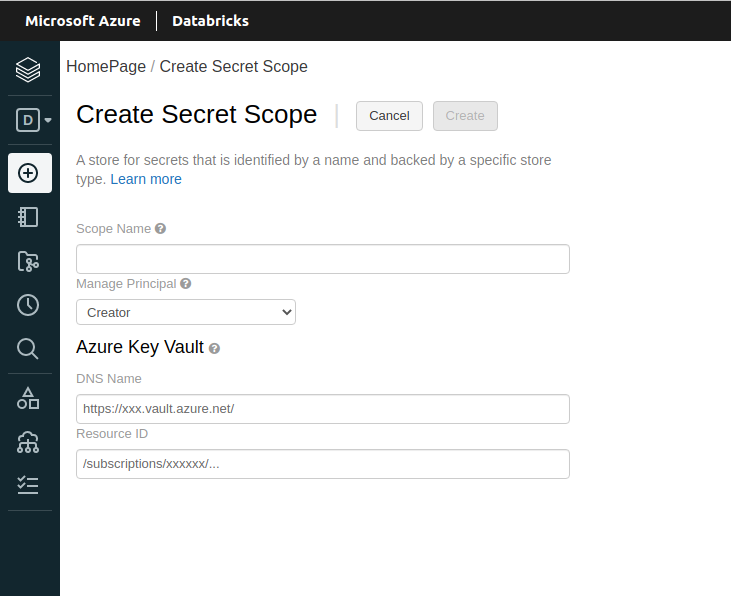 Microsoft Azure | Databricks
HomePage / Create Secret Scope
D
Create Secret Scope | Cancel Create
A store for secrets that is identified by a name and backed by a specific store
type. Learn more
Scope Name ?
Manage Principal ?
Creator
Azure Key Vault ?
DNS Name
https://xxx.vault.azure.net/
Resource ID
/subscriptions/xxxxxx/...